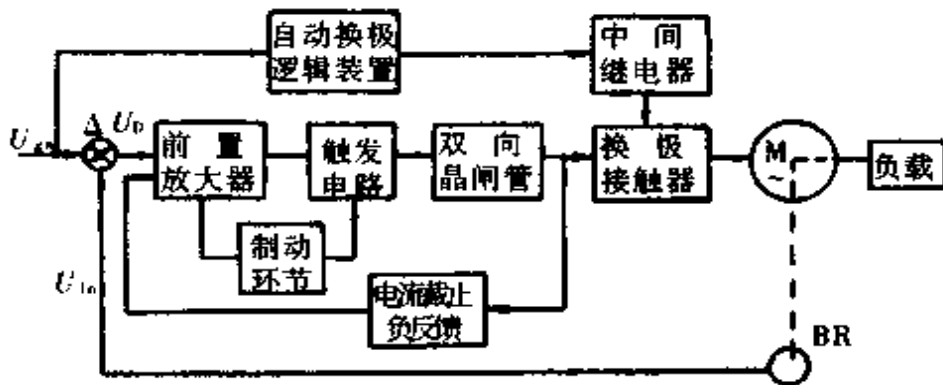 自动换极
逻辑装置
中间
继电器
Δ U
前置
放大器
触发
电路
双向
晶闸管
换极
接触器
M
~
负载
制动
环节
电流截止
负反馈
BR